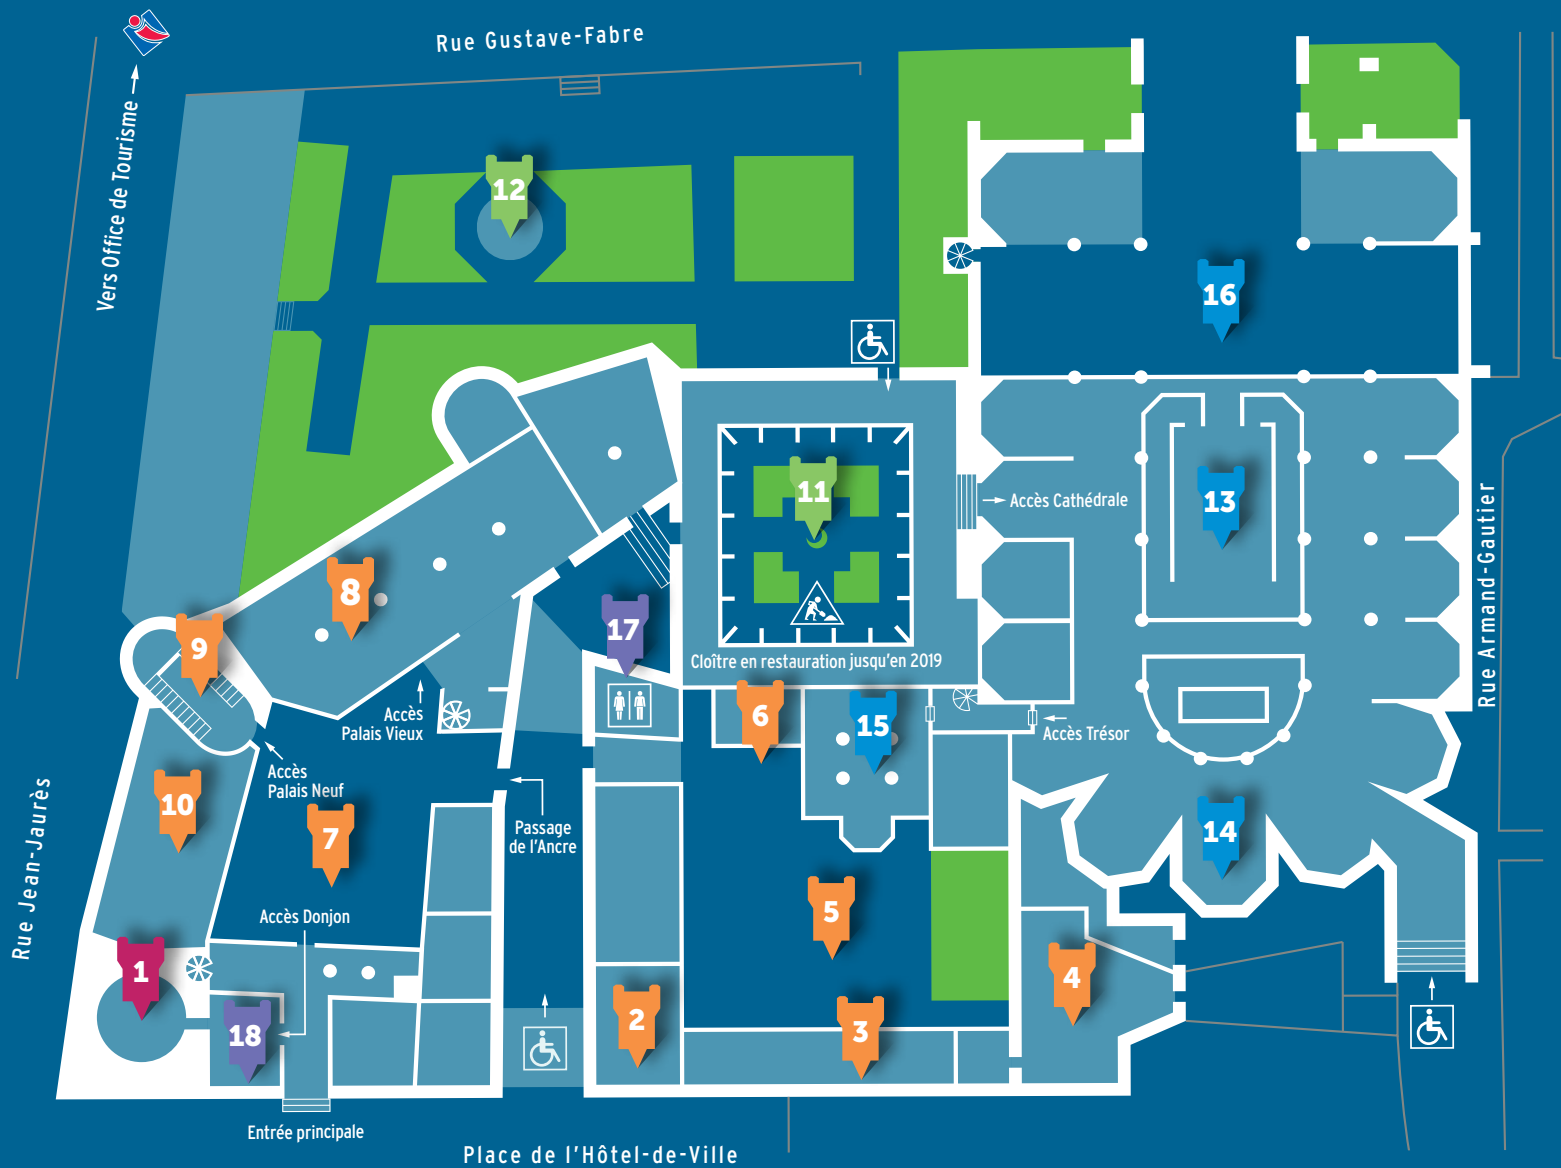 Rue Gustave-Fabre
Vers Office de Tourisme
12
16
11
13
Accès Cathédrale
Rue Armand-Gautier
8
9
17
Cloître en restauration jusqu'en 2019
6
15
Accès
Palais Vieux
Accès Trésor
Accès
Palais Neuf
10
7
14
Passage
de l'Ancre
Rue Jean-Jaurès
Accès Donjon
5
1
4
18
2
3
Entrée principale
Place de l'Hôtel-de-Ville